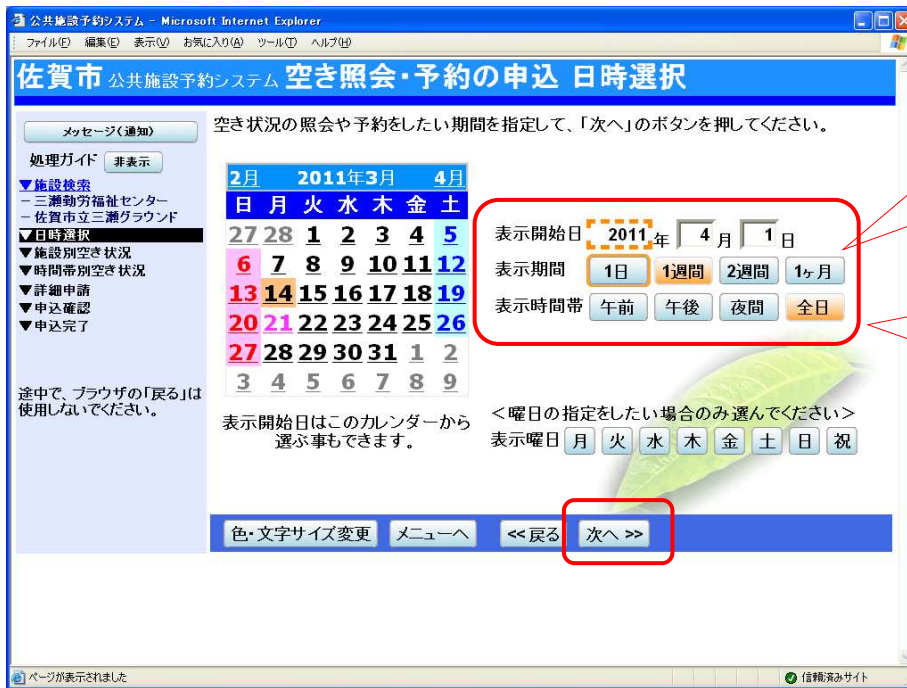 公共施設予約システム - Microsoft Internet Explorer
ファイル(F) 編集(E) 表示(V) お気に入り(A) ツール(T) ヘルプ(H)
佐賀市 公共施設予約システム 空き照会・予約の申込 日時選択
メッセージ(通知)
処理ガイド 非表示
▼施設検索
－三瀬勤労福祉センター
－佐賀市立三瀬グラウンド
▼日時選択
▼施設別空き状況
▼時間帯別空き状況
▼詳細申請
▼申込確認
▼申込完了
途中で、ブラウザの「戻る」は
使用しないでください。
空き状況の照会や予約をしたい期間を指定して、「次へ」のボタンを押してください。
2月 2011年3月 4月
日 月 火 水 木 金 土
27 28 1 2 3 4 5
6 7 8 9 10 11 12
13 14 15 16 17 18 19
20 21 22 23 24 25 26
27 28 29 30 31 1 2
3 4 5 6 7 8 9
表示開始日はこのカレンダーから
選ぶ事もできます。
表示開始日 2011 年 4 月 1 日
表示期間 1日 1週間 2週間 1ヶ月
表示時間帯 午前 午後 夜間 全日
＜曜日の指定をしたい場合のみ選んでください＞
表示曜日 月 火 水 木 金 土 日 祝
色・文字サイズ変更 メニューへ <<戻る 次へ >>
ページが表示されました 信頼済みサイト